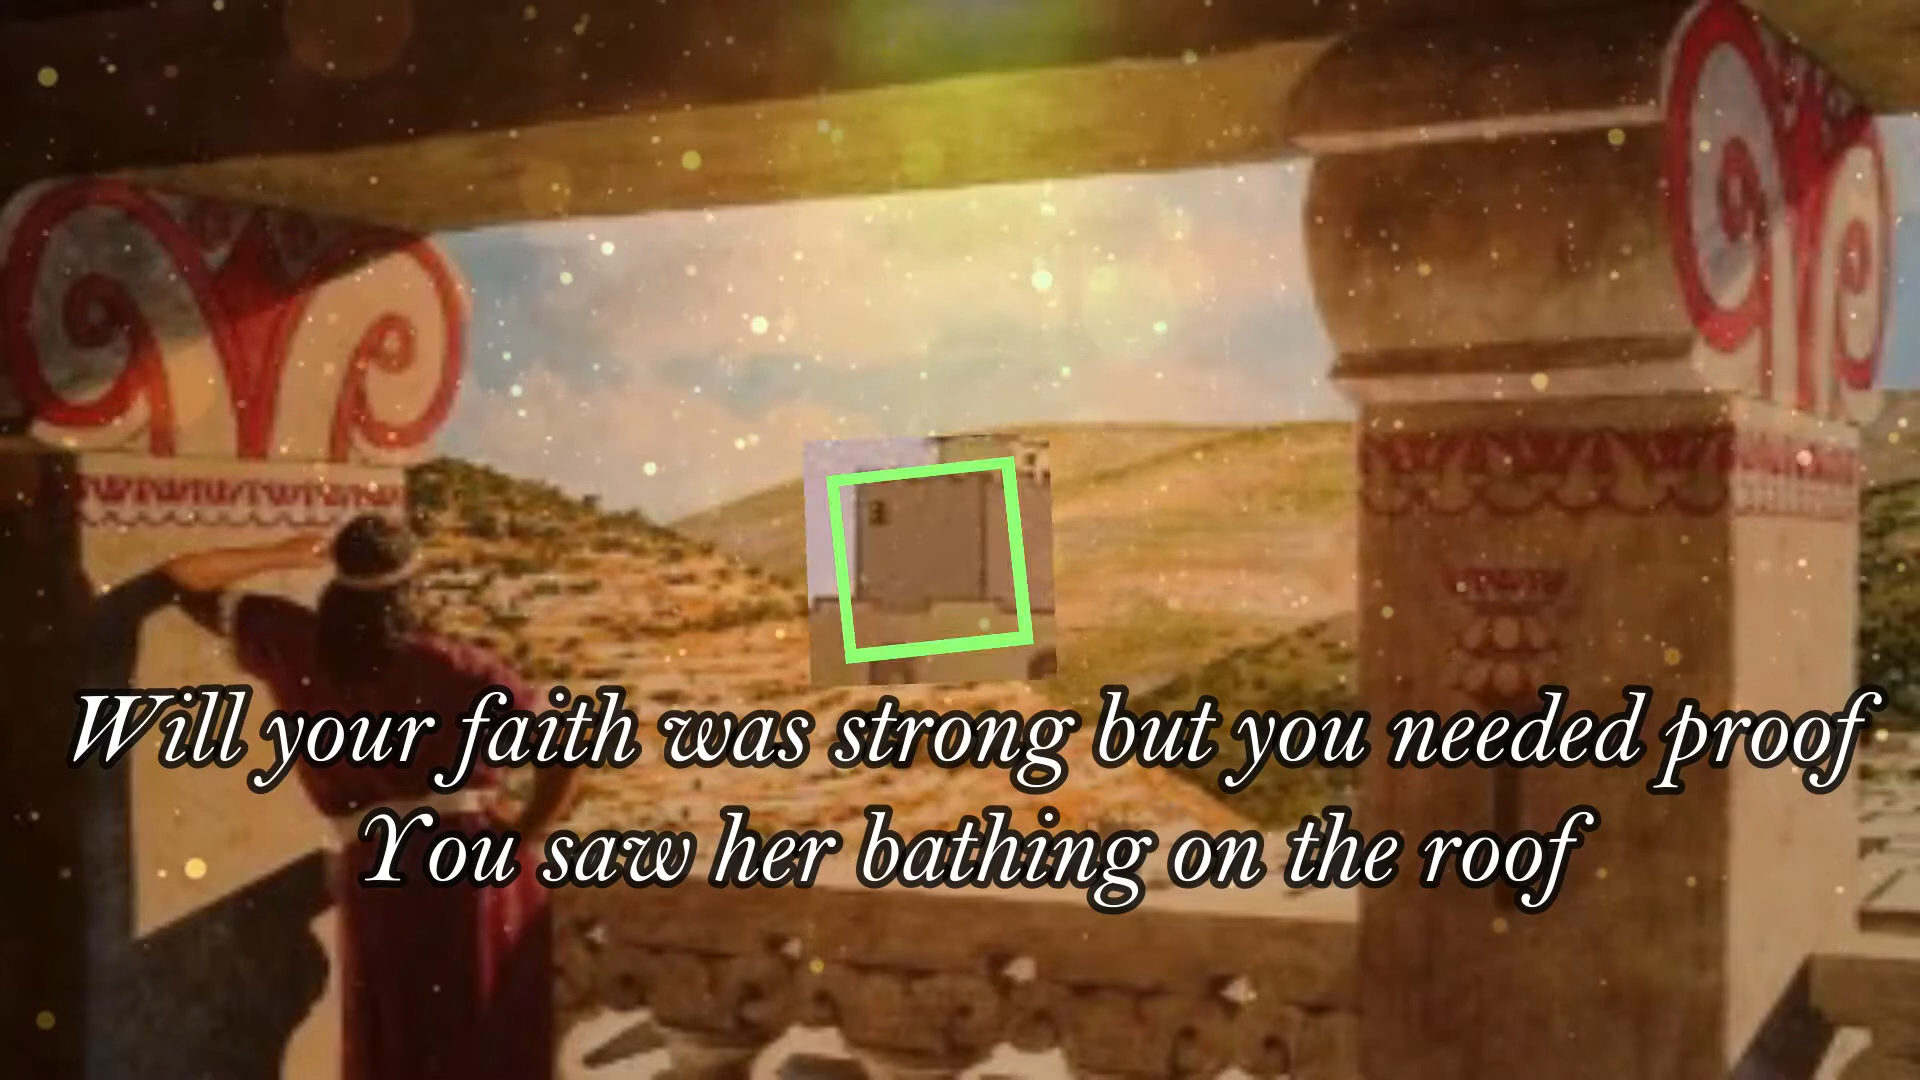 Will your faith was strong but you needed proof
You saw her bathing on the roof